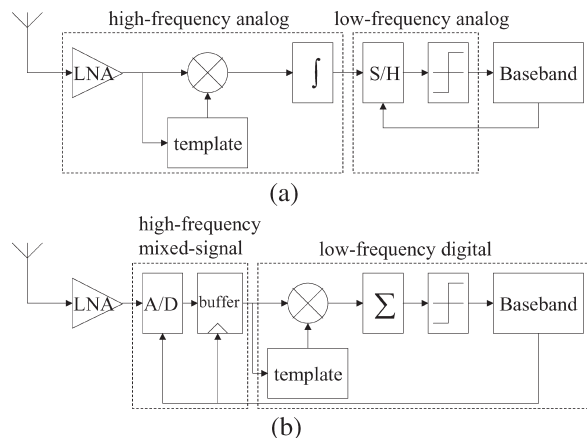 high-frequency analog
low-frequency analog
LNA
∫
S/H
Baseband
template
(a)
high-frequency
mixed-signal
low-frequency digital
LNA
A/D
buffer
Σ
Baseband
template
(b)